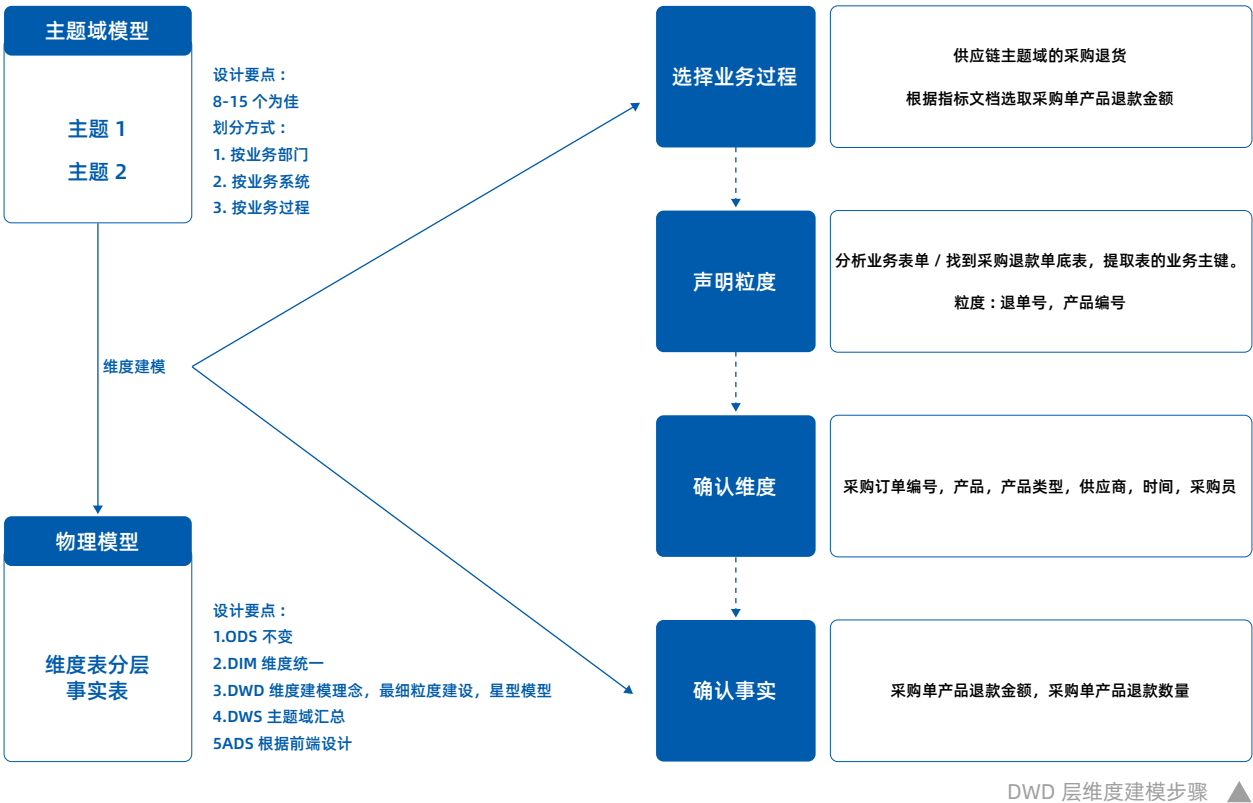 主题域模型
主题 1
主题 2
设计要点：
8-15 个为佳
划分方式：
1. 按业务部门
2. 按业务系统
3. 按业务过程
维度建模
物理模型
维度表分层
事实表
设计要点：
1.ODS 不变
2.DIM 维度统一
3.DWD 维度建模理念，最细粒度建设，星型模型
4.DWS 主题域汇总
5ADS 根据前端设计
选择业务过程
供应链主题域的采购退货
根据指标文档选取采购单产品退款金额
声明粒度
分析业务表单 / 找到采购退款单底表，提取表的业务主键。
粒度：退单号，产品编号
确认维度
采购订单编号，产品，产品类型，供应商，时间，采购员
确认事实
采购单产品退款金额，采购单产品退款数量
DWD 层维度建模步骤